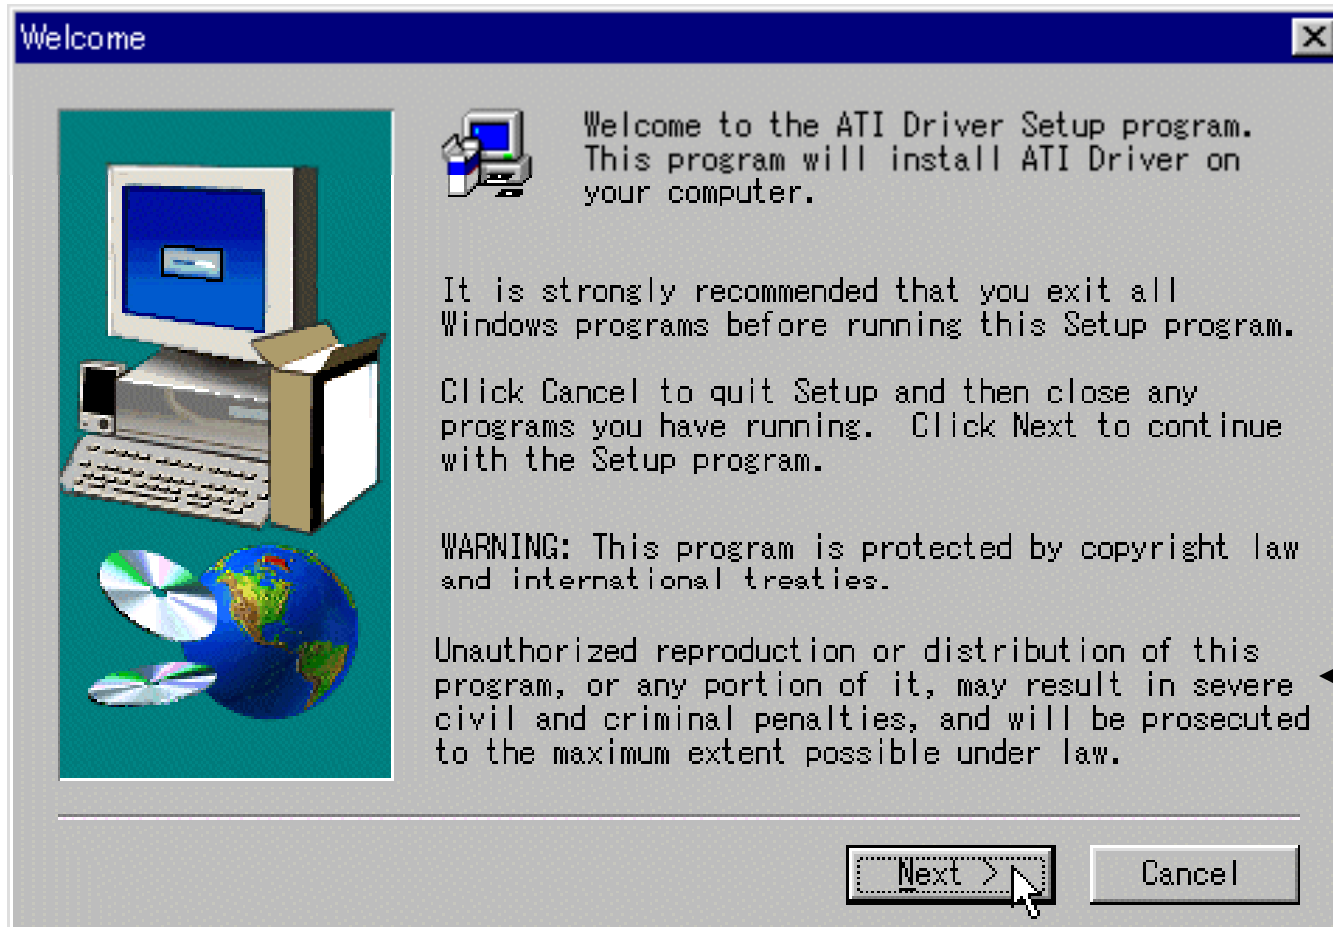 Welcome
Welcome to the ATI Driver Setup program.
This program will install ATI Driver on
your computer.
It is strongly recommended that you exit all
Windows programs before running this Setup program.
Click Cancel to quit Setup and then close any
programs you have running.  Click Next to continue
with the Setup program.
WARNING: This program is protected by copyright law
and international treaties.
Unauthorized reproduction or distribution of this
program, or any portion of it, may result in severe
civil and criminal penalties, and will be prosecuted
to the maximum extent possible under law.
Next >
Cancel